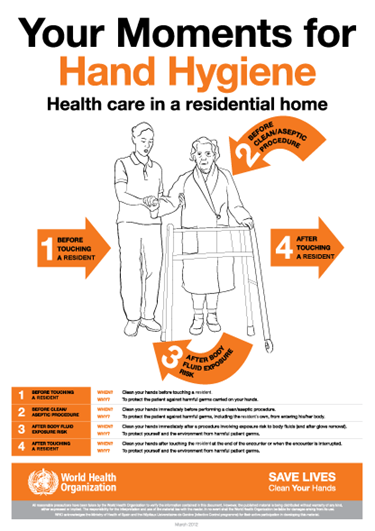 Your Moments for
Hand Hygiene
Health care in a residential home
2
BEFORE
CLEAN/ASEPTIC
PROCEDURE
1
BEFORE
TOUCHING
A RESIDENT
4
AFTER
TOUCHING
A RESIDENT
3
AFTER BODY
FLUID EXPOSURE
RISK
1 BEFORE TOUCHING A RESIDENT
WHEN? Clean your hands before touching a resident.
WHY? To protect the patient against harmful germs carried on your hands.
2 BEFORE CLEAN/ ASEPTIC PROCEDURE
WHEN? Clean your hands immediately before performing a clean/aseptic procedure.
WHY? To protect the patient against harmful germs, including the resident's own, from entering his/her body.
3 AFTER BODY FLUID EXPOSURE RISK
WHEN? Clean your hands immediately after a procedure involving exposure risk to body fluids (and after glove removal).
WHY? To protect yourself and the environment from harmful patient germs.
4 AFTER TOUCHING A RESIDENT
WHEN? Clean your hands after touching the resident at the end of the encounter or when the encounter is interrupted.
WHY? To protect yourself and the environment from harmful patient germs.
World Health
Organization
SAVE LIVES
Clean Your Hands
March 2012